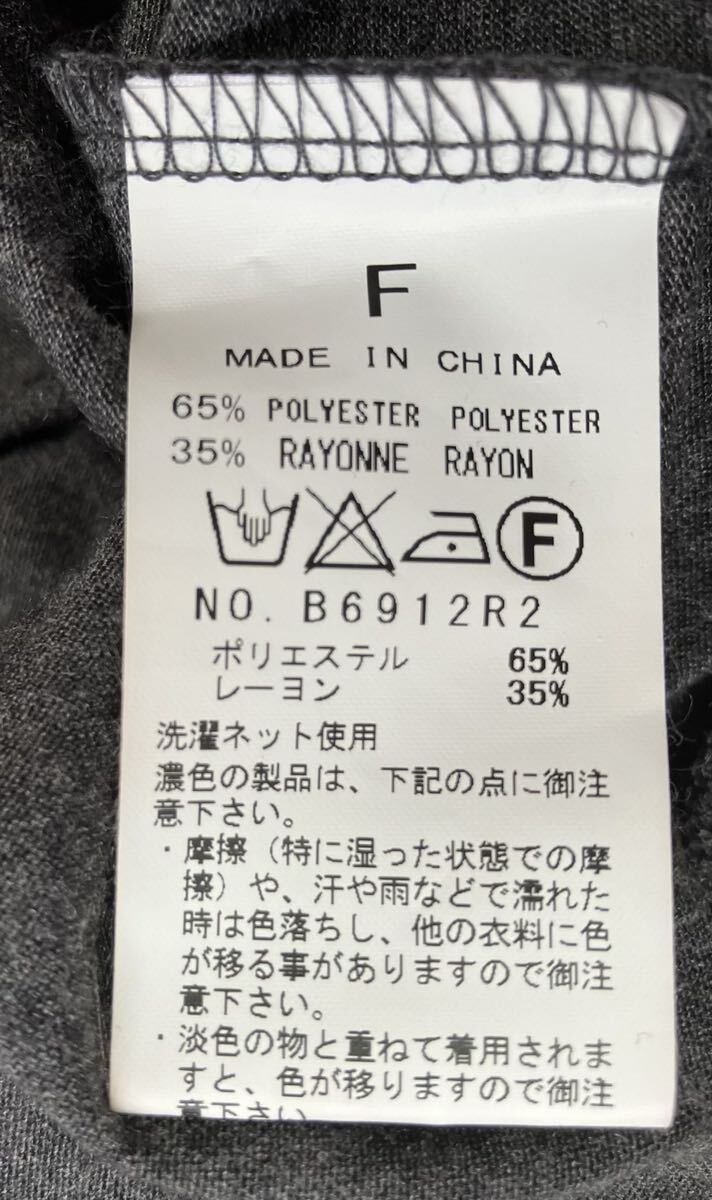 F
MADE IN CHINA
65% POLYESTER POLYESTER
35% RAYONNE RAYON
F
NO. B6912R2
ポリエステル 65%
レーヨン 35%
洗濯ネット使用
濃色の製品は、下記の点に御注
意下さい。
・摩擦（特に湿った状態での摩
擦）や、汗や雨などで濡れた
時は色落ちし、他の衣料に色
が移る事がありますので御注
意下さい。
・淡色の物と重ねて着用されま
すと、色が移りますので御注
意下さい